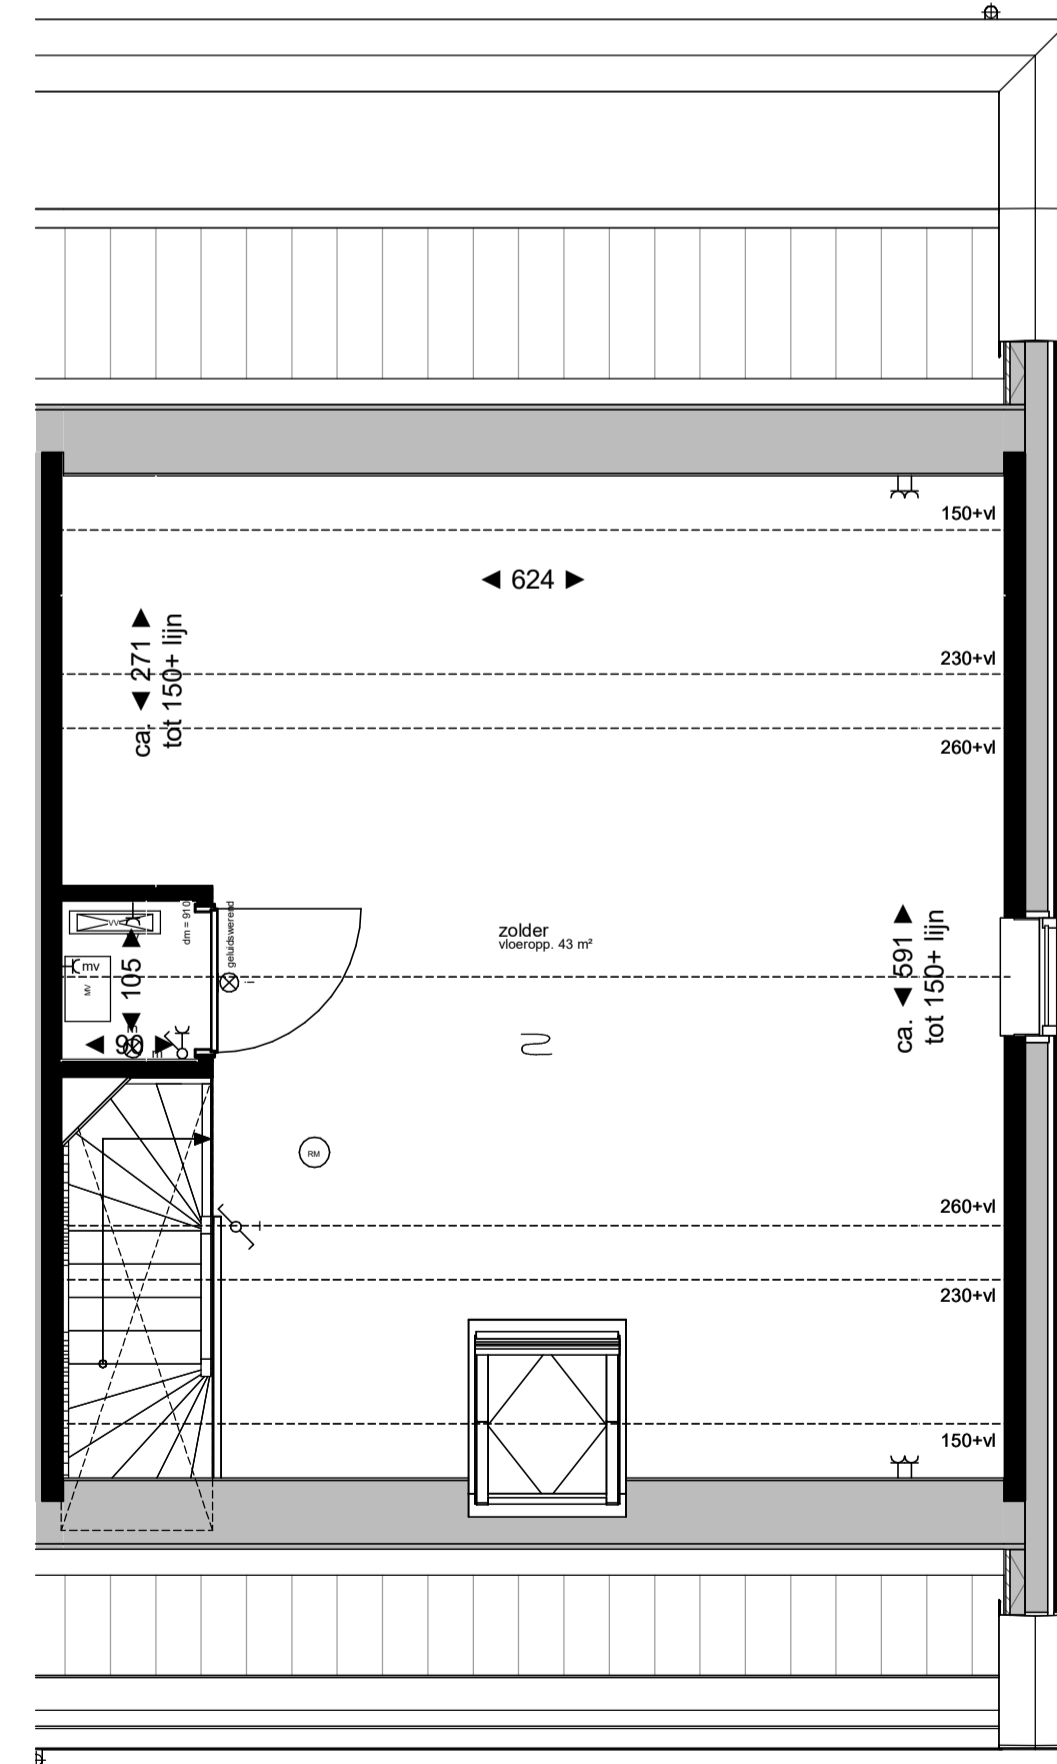 150+vl
◄ 624 ►
ca. ◄ 271 ►
tot 150+ lijn
230+vl
260+vl
dm = 910
geluidswerend
VV
mv
MV
◄ 105 ►
◄ 90 ►
m
m
i
zolder
vloeropp. 43 m²
ca. ◄ 591 ►
tot 150+ lijn
RM
260+vl
230+vl
150+vl